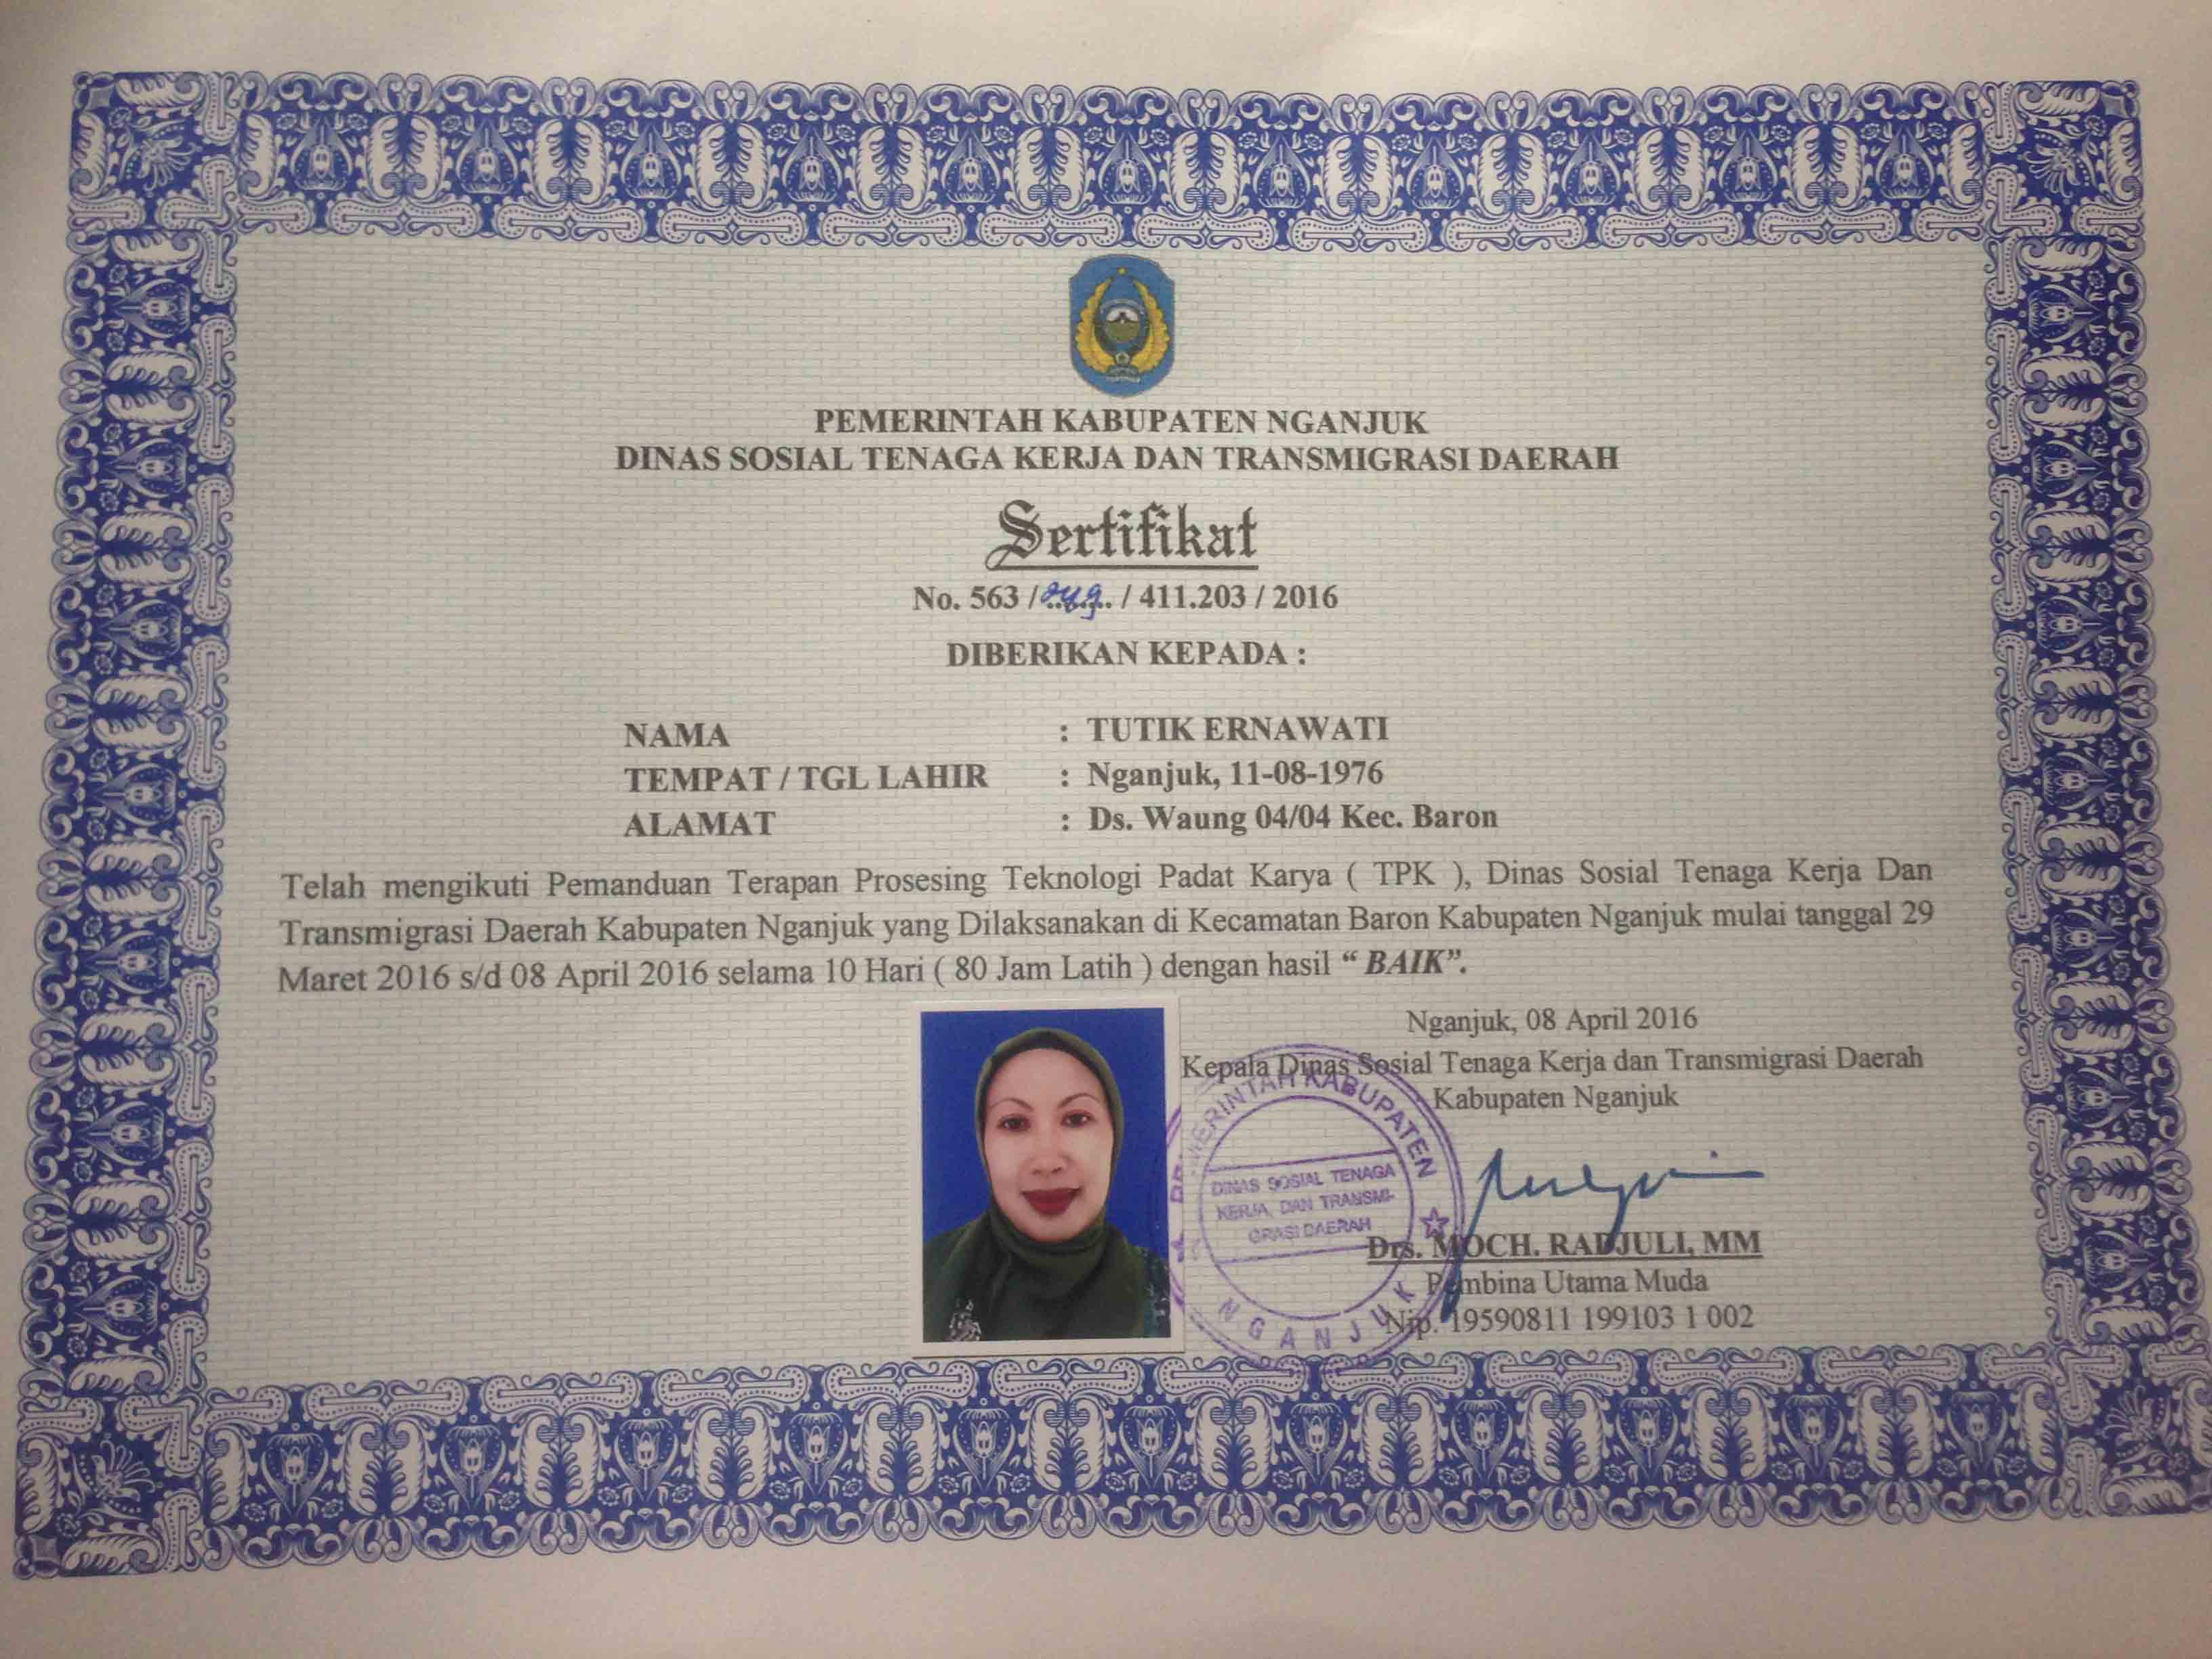 PEMERINTAH KABUPATEN NGANJUK
DINAS SOSIAL TENAGA KERJA DAN TRANSMIGRASI DAERAH
Sertifikat
No. 563 / / 411.203 / 2016
DIBERIKAN KEPADA :
NAMA : TUTIK ERNAWATI
TEMPAT / TGL LAHIR : Nganjuk, 11-08-1976
ALAMAT : Ds. Waung 04/04 Kec. Baron
Telah mengikuti Pemanduan Terapan Prosesing Teknologi Padat Karya ( TPK ), Dinas Sosial Tenaga Kerja Dan
Transmigrasi Daerah Kabupaten Nganjuk yang Dilaksanakan di Kecamatan Baron Kabupaten Nganjuk mulai tanggal 29
Maret 2016 s/d 08 April 2016 selama 10 Hari ( 80 Jam Latih ) dengan hasil “ BAIK”.
Nganjuk, 08 April 2016
Kepala Dinas Sosial Tenaga Kerja dan Transmigrasi Daerah
Kabupaten Nganjuk
PEMERINTAH KABUPATEN
DINAS SOSIAL TENAGA
KERJA, DAN TRANSMI-
GRASI DAERAH
NGANJUK
Drs. MOCH. RADJULI, MM
Pembina Utama Muda
Nip. 19590811 199103 1 002